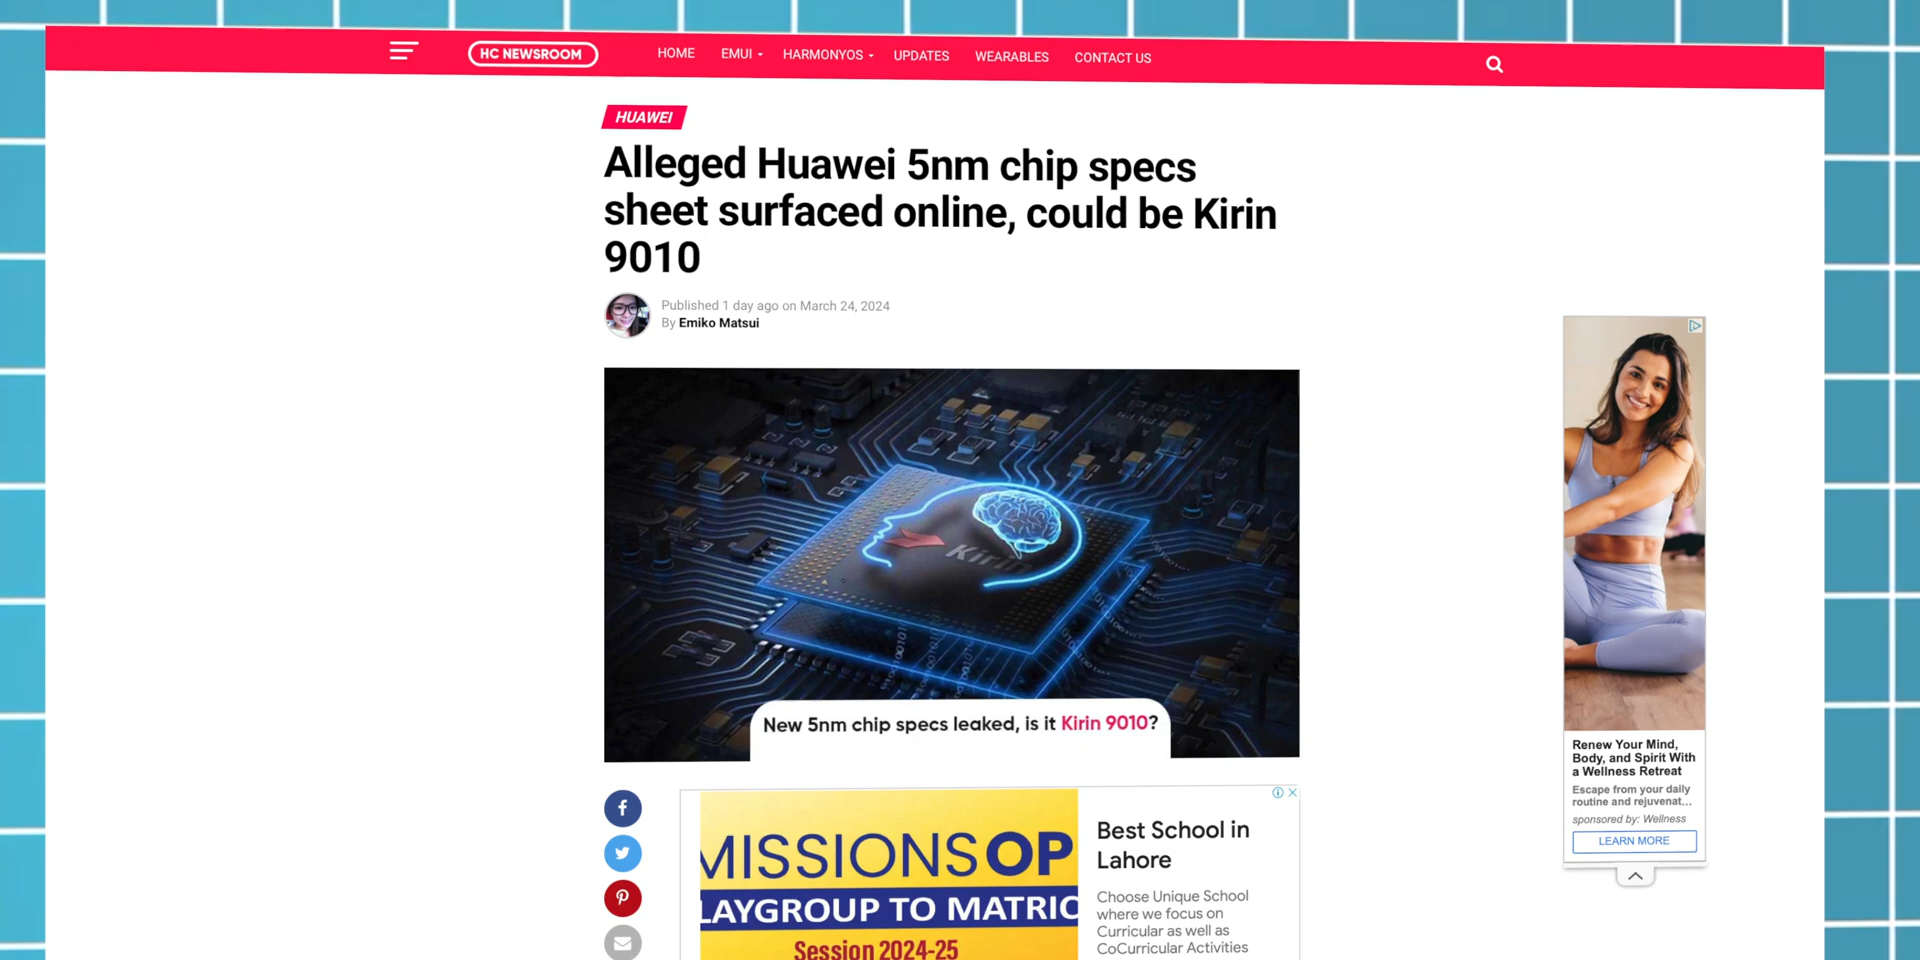 HC NEWSROOM
HOME
EMUI
HARMONYOS
UPDATES
WEARABLES
CONTACT US
HUAWEI
Alleged Huawei 5nm chip specs
sheet surfaced online, could be Kirin
9010
Published 1 day ago on March 24, 2024
By Emiko Matsui
Kirin
New 5nm chip specs leaked, is it Kirin 9010?
MISSIONS OP
LAYGROUP TO MATRIC
Session 2024-25
Best School in
Lahore
Choose Unique School
where we focus on
Curricular as well as
CoCurricular Activities
Renew Your Mind,
Body, and Spirit With
a Wellness Retreat
Escape from your daily
routine and rejuvenat...
sponsored by: Wellness
LEARN MORE